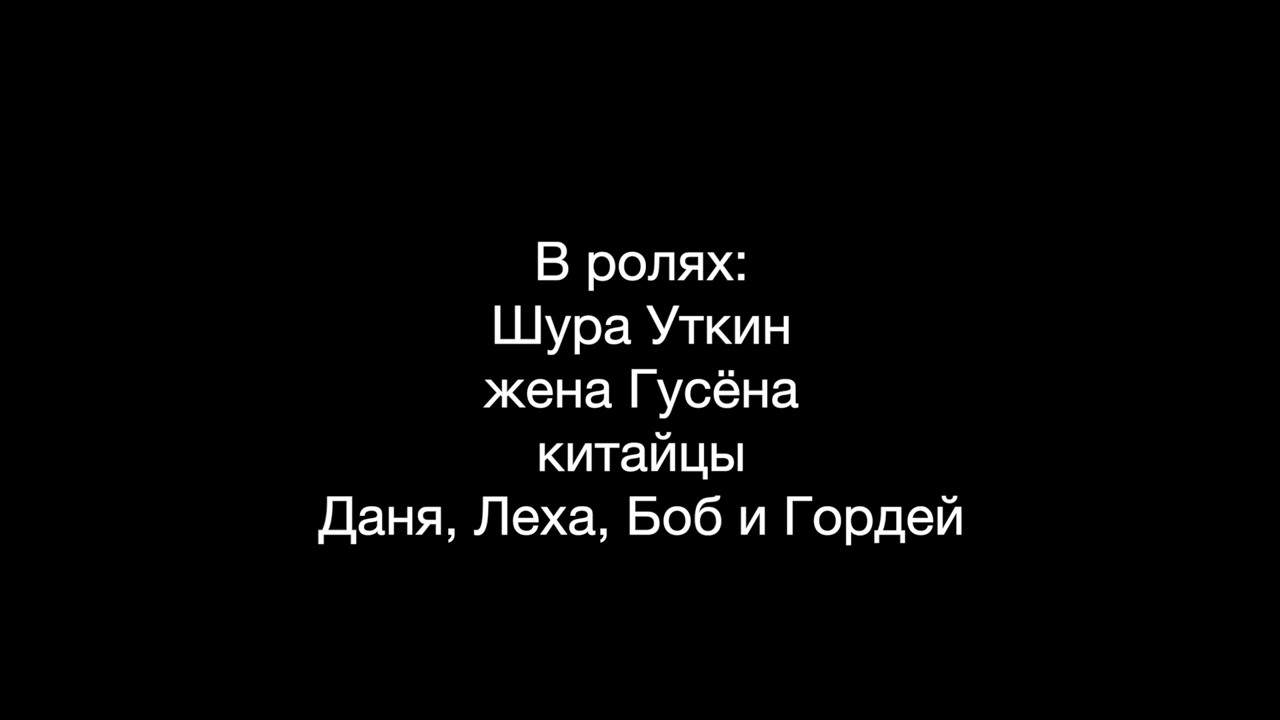 В ролях:
Шура Уткин
жена Гусёна
китайцы
Даня, Леха, Боб и Гордей